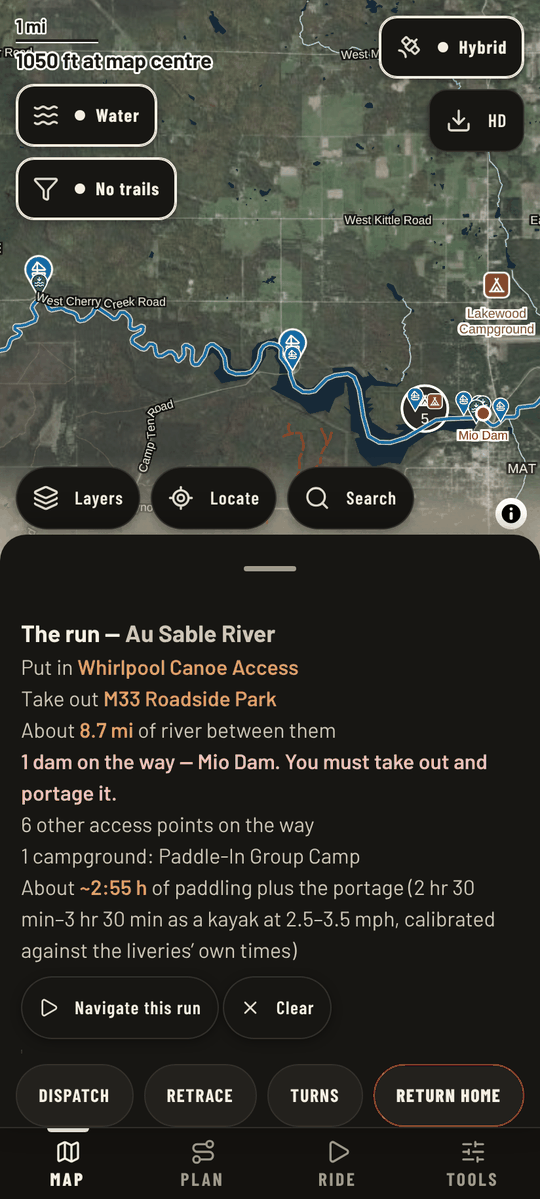 1 mi
1050 ft at map centre
West M
Hybrid
Water
HD
No trails
West Kittle Road
West Cherry Creek Road
Lakewood
Campground
Camp Ten Road
5
Mio Dam
MAT
Layers
Locate
Search
The run — Au Sable River
Put in Whirlpool Canoe Access
Take out M33 Roadside Park
About 8.7 mi of river between them
1 dam on the way — Mio Dam. You must take out and
portage it.
6 other access points on the way
1 campground: Paddle-In Group Camp
About ~2:55 h of paddling plus the portage (2 hr 30
min–3 hr 30 min as a kayak at 2.5–3.5 mph, calibrated
against the liveries’ own times)
Navigate this run
Clear
DISPATCH
RETRACE
TURNS
RETURN HOME
MAP
PLAN
RIDE
TOOLS